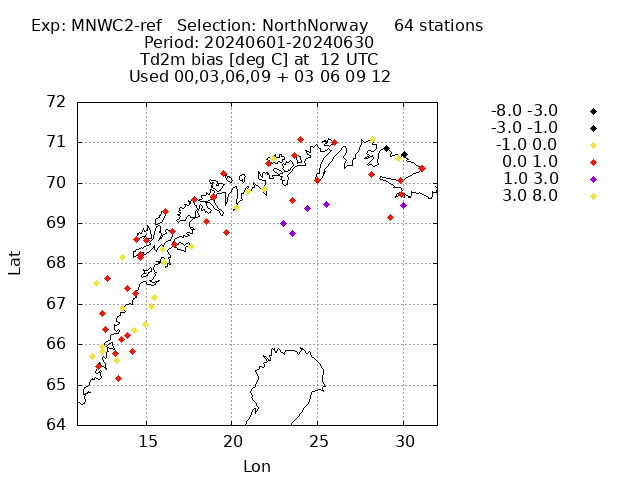 Exp: MNWC2-ref Selection: NorthNorway 64 stations
Period: 20240601-20240630
Td2m bias [deg C] at 12 UTC
Used 00,03,06,09 + 03 06 09 12
-8.0 -3.0
-3.0 -1.0
-1.0 0.0
0.0 1.0
1.0 3.0
3.0 8.0
72
71
70
69
68
67
66
65
64
Lat
15 20 25 30
Lon